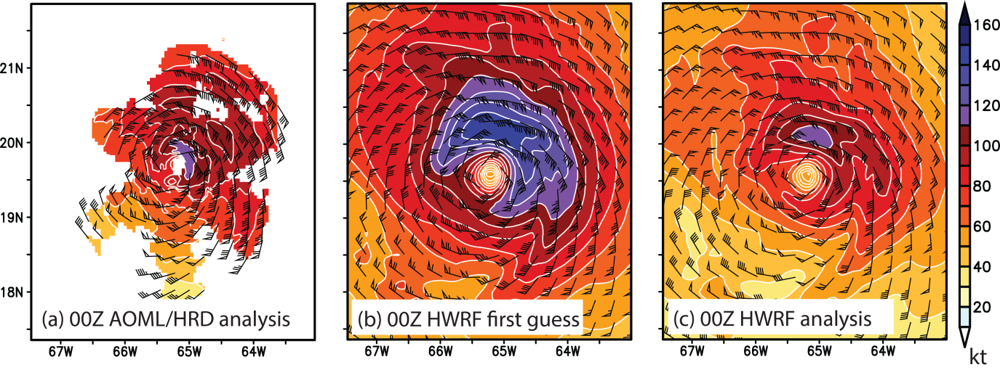 21N
20N
19N
18N
(a) 00Z AOML/HRD analysis
67W 66W 65W 64W
(b) 00Z HWRF first guess
67W 66W 65W 64W
(c) 00Z HWRF analysis
67W 66W 65W 64W
160
140
120
100
80
60
40
20
kt